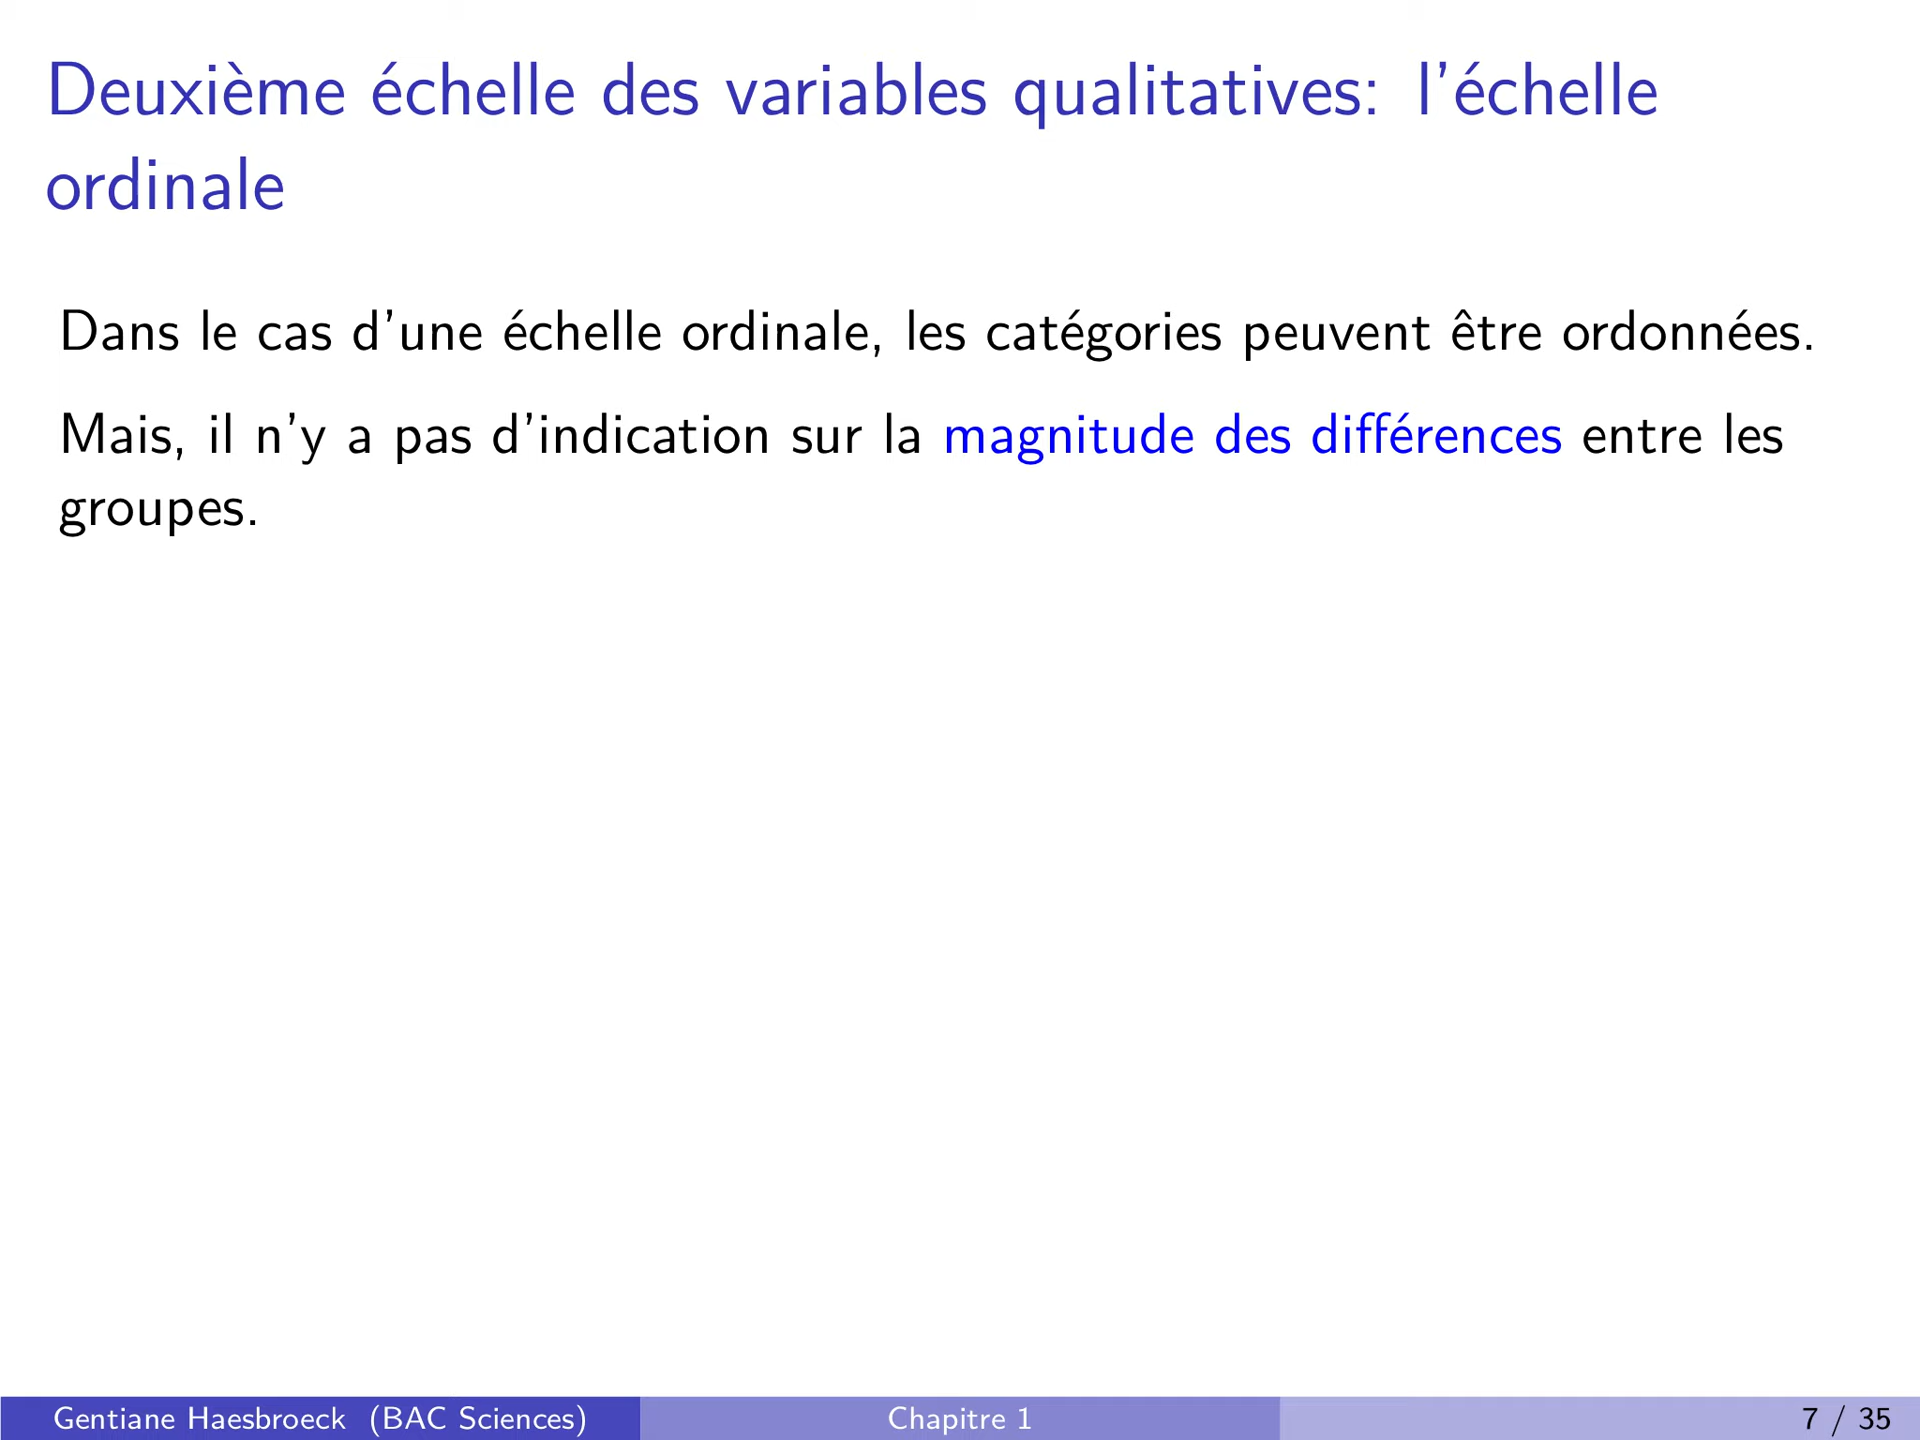 Deuxième échelle des variables qualitatives: l’échelle
ordinale
Dans le cas d’une échelle ordinale, les catégories peuvent être ordonnées.
Mais, il n’y a pas d’indication sur la magnitude des différences entre les
groupes.
Gentiane Haesbroeck (BAC Sciences) Chapitre 1 7 / 35